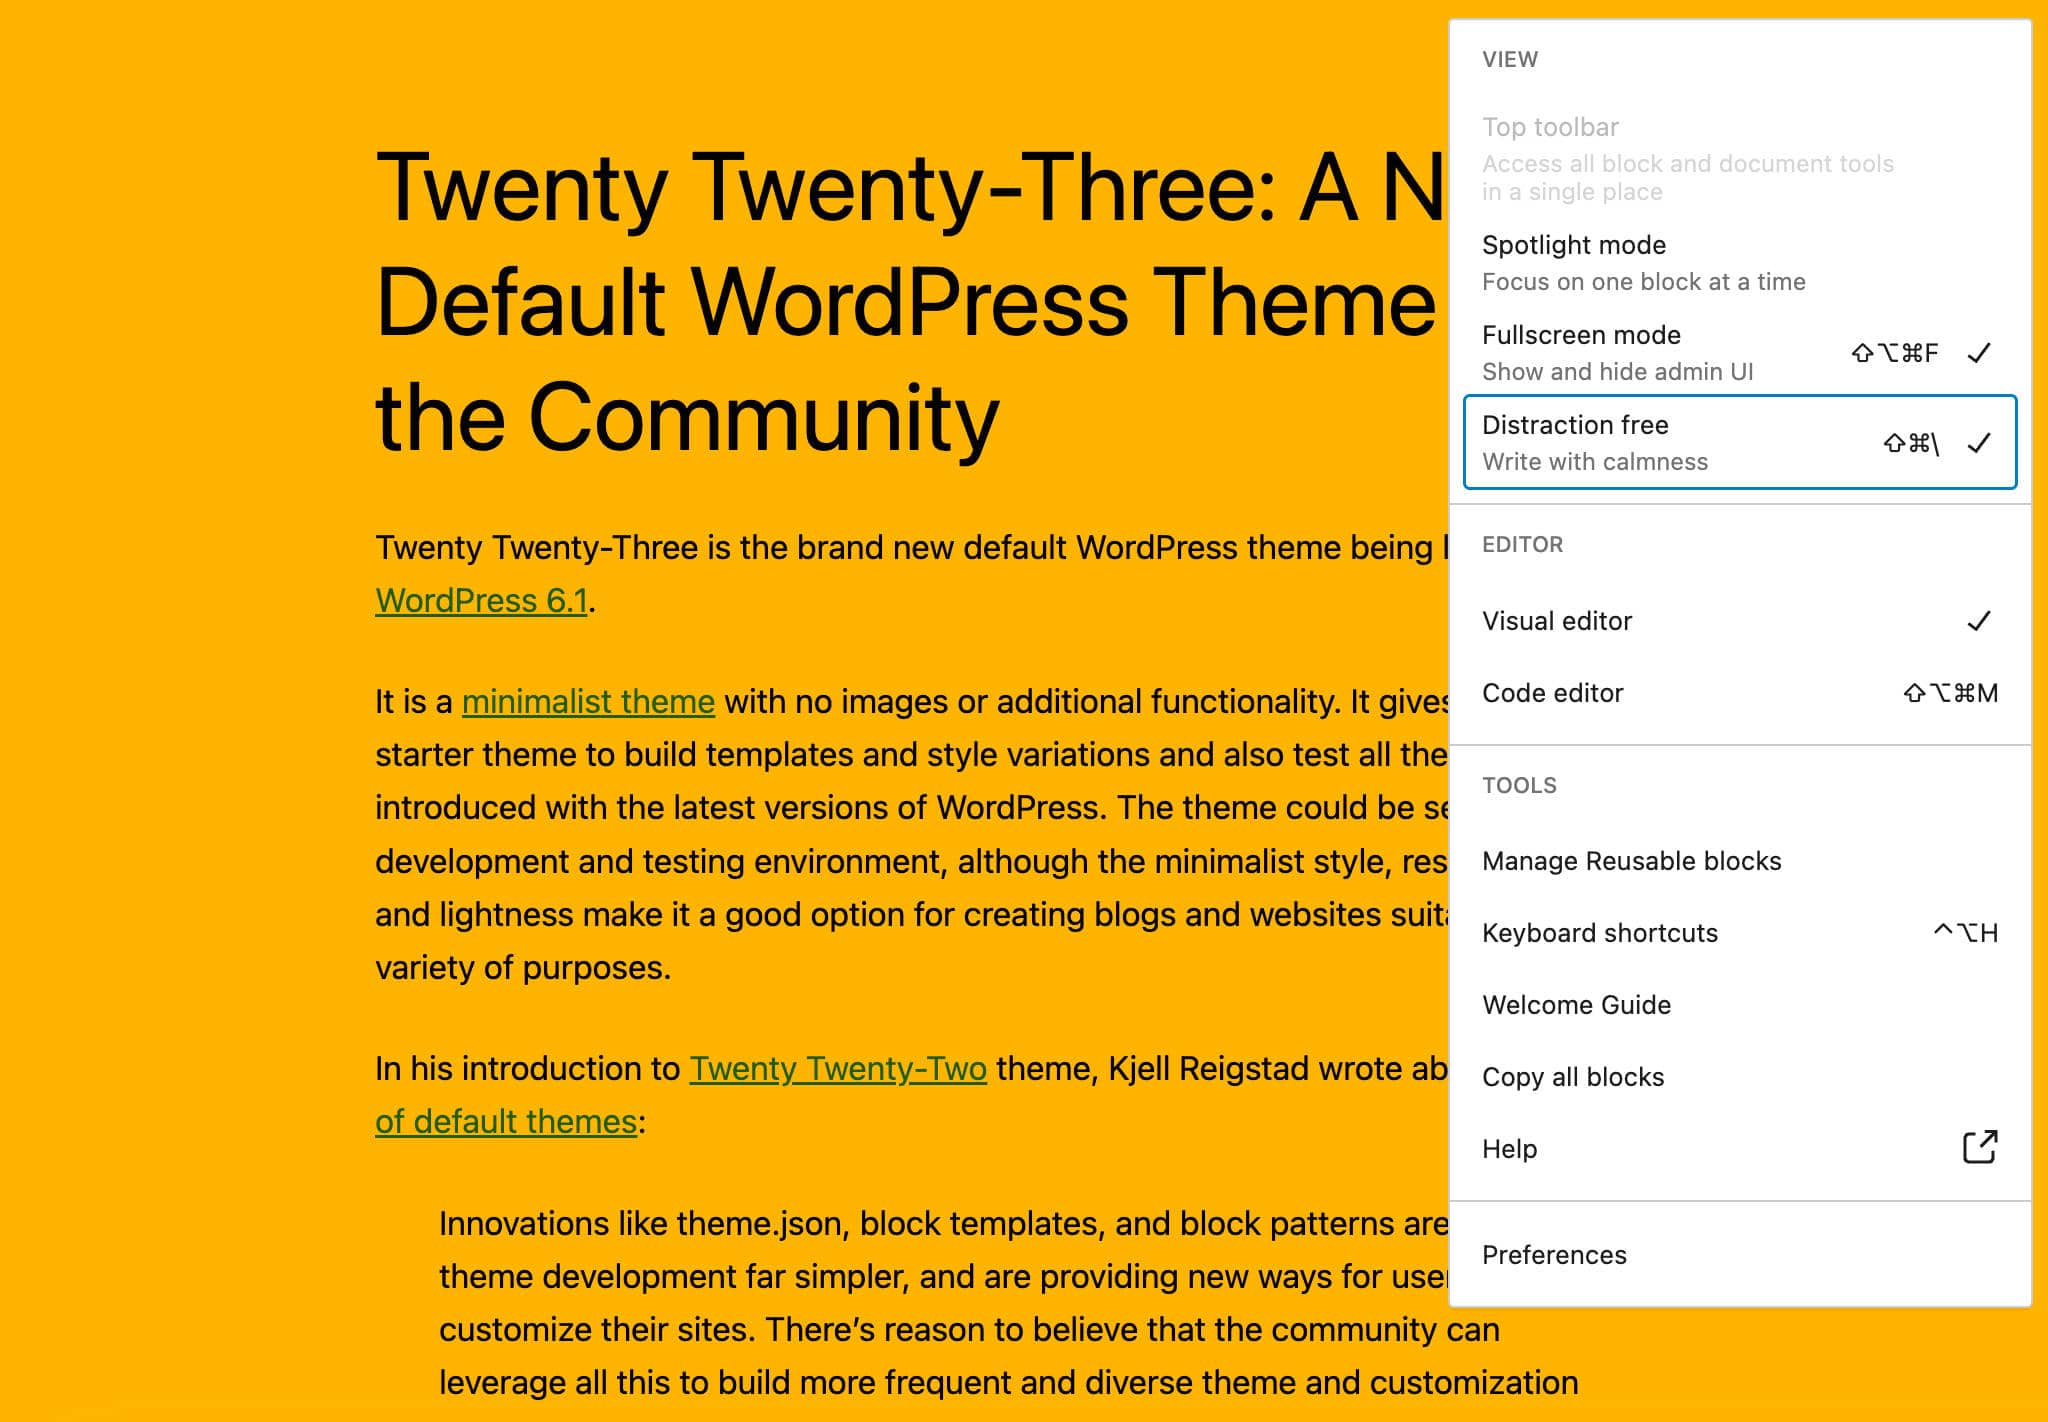 Twenty Twenty-Three: A N
Default WordPress Theme
the Community
Twenty Twenty-Three is the brand new default WordPress theme being
WordPress 6.1.
It is a minimalist theme with no images or additional functionality. It gives
starter theme to build templates and style variations and also test all the
introduced with the latest versions of WordPress. The theme could be se
development and testing environment, although the minimalist style, res
and lightness make it a good option for creating blogs and websites suita
variety of purposes.
In his introduction to Twenty Twenty-Two theme, Kjell Reigstad wrote ab
of default themes:
Innovations like theme.json, block templates, and block patterns are
theme development far simpler, and are providing new ways for user
customize their sites. There’s reason to believe that the community can
leverage all this to build more frequent and diverse theme and customization
VIEW
Top toolbar
Access all block and document tools
in a single place
Spotlight mode
Focus on one block at a time
Fullscreen mode ⇧⌥⌘F ✓
Show and hide admin UI
Distraction free ⇧⌘\ ✓
Write with calmness
EDITOR
Visual editor ✓
Code editor ⇧⌥⌘M
TOOLS
Manage Reusable blocks
Keyboard shortcuts ⌃⌥H
Welcome Guide
Copy all blocks
Help
Preferences